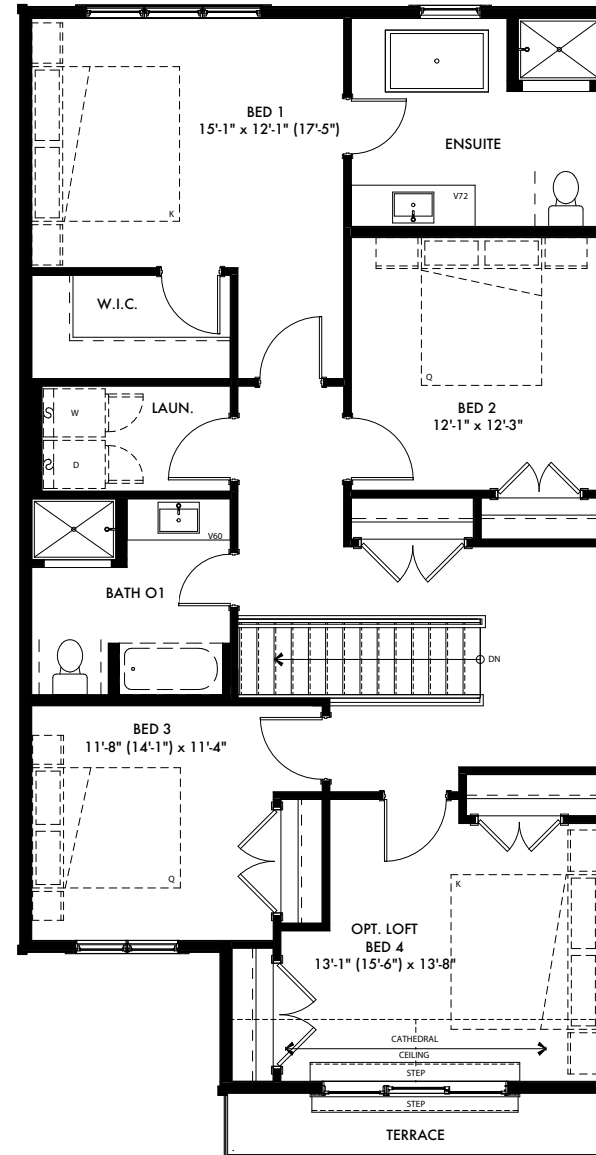 BED 1
15'-1" x 12'-1" (17'-5")
ENSUITE
V72
K
W.I.C.
Q
BED 2
12'-1" x 12'-3"
W
LAUN.
D
V60
BATH O1
DN
BED 3
11'-8" (14'-1") x 11'-4"
Q
K
OPT. LOFT
BED 4
13'-1" (15'-6") x 13'-8"
CATHEDRAL
CEILING
STEP
STEP
TERRACE